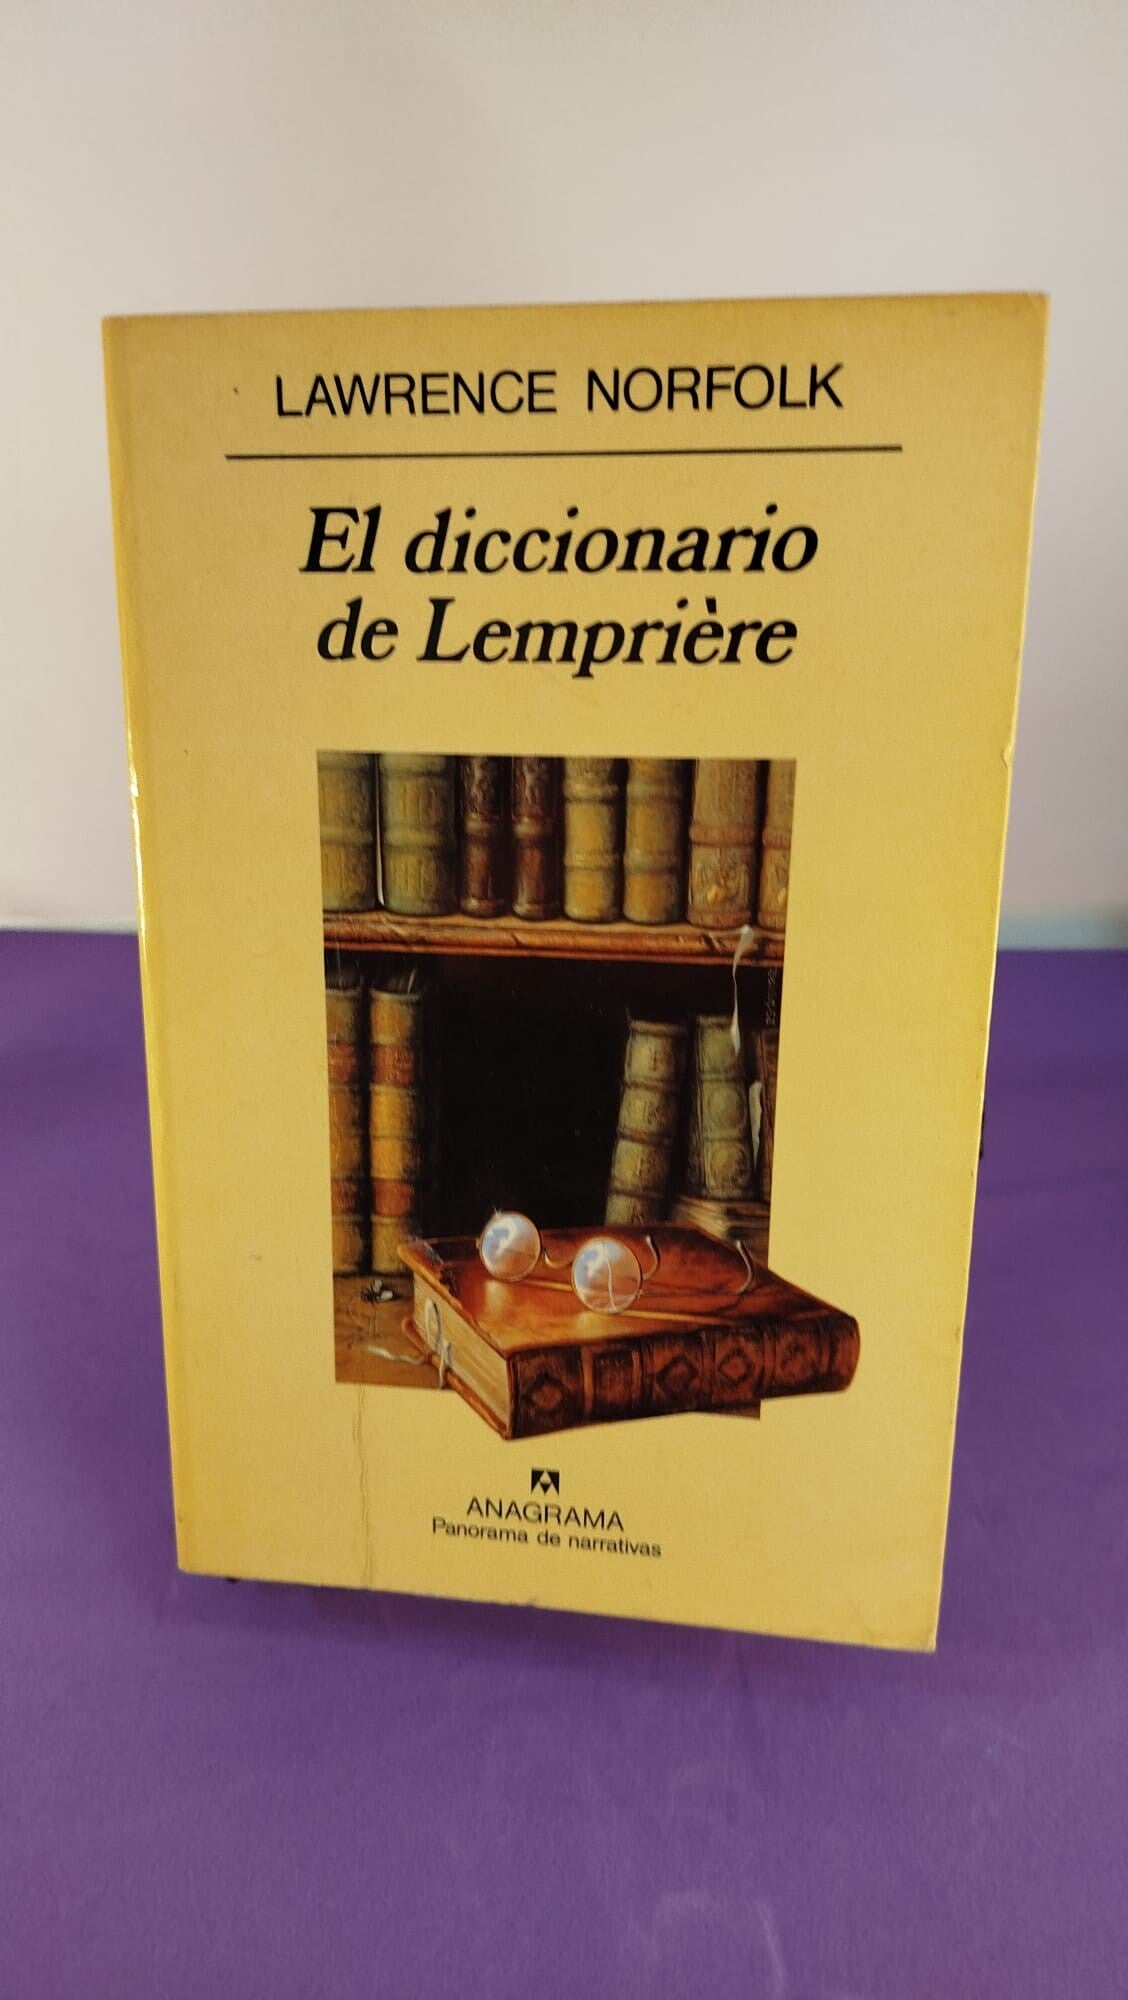 LAWRENCE NORFOLK
El diccionario
de Lemprière
ANAGRAMA
Panorama de narrativas